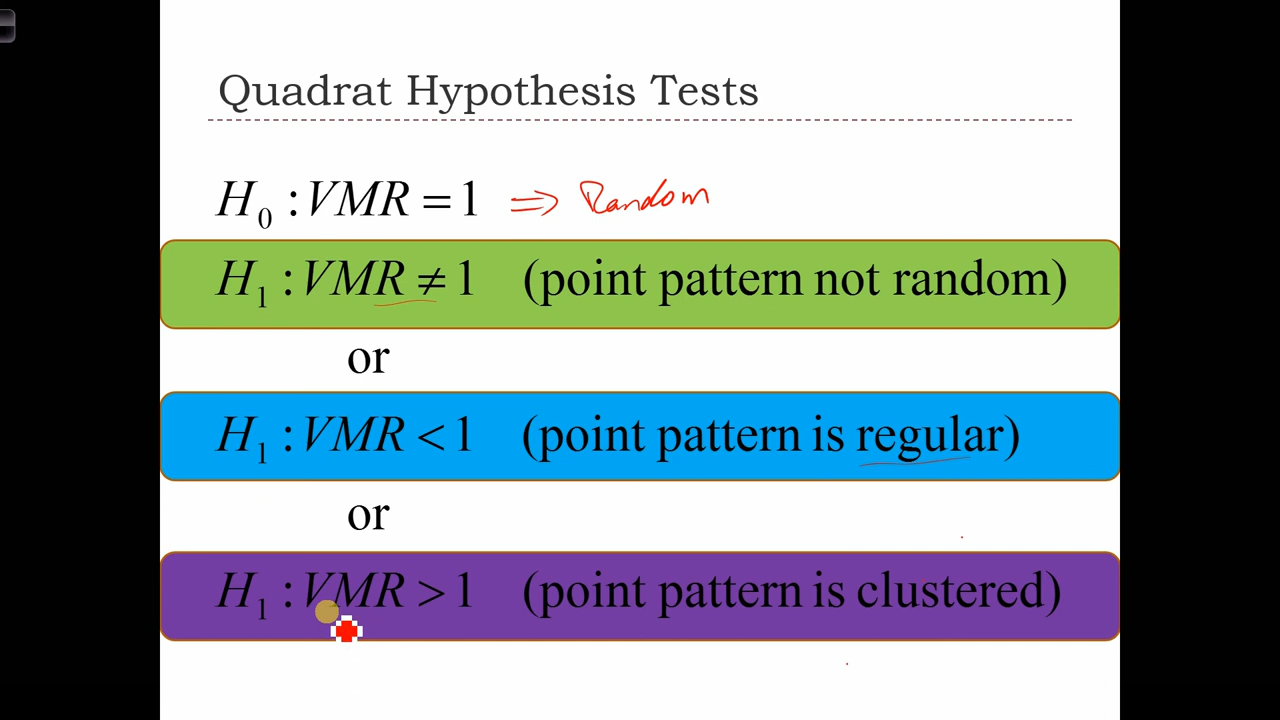 Quadrat Hypothesis Tests
H₀ : VMR = 1 ⇒ Random
H₁ : VMR ≠ 1 (point pattern not random)
or
H₁ : VMR < 1 (point pattern is regular)
or
H₁ : VMR > 1 (point pattern is clustered)